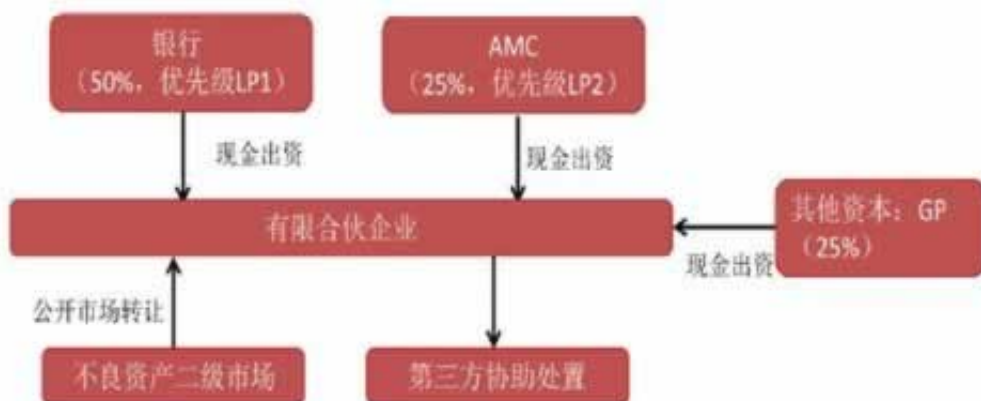 银行
（50%，优先级LP1）
AMC
（25%，优先级LP2）
现金出资
现金出资
有限合伙企业
其他资本：GP
（25%）
现金出资
公开市场转让
不良资产二级市场
第三方协助处置